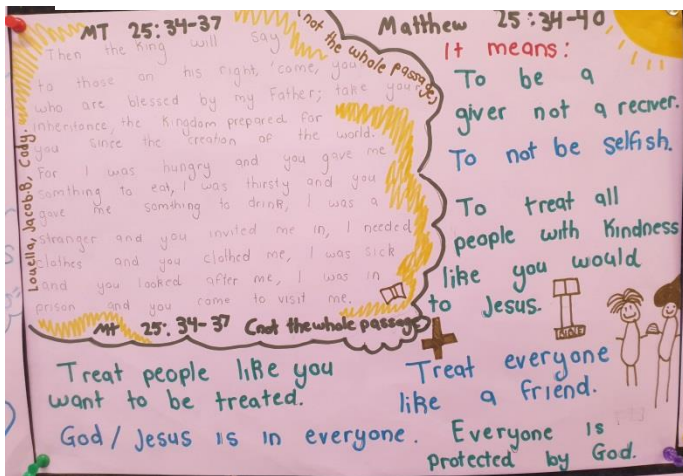 MT 25:34-37
(not the whole passage)
Then the King will say
to those on his right, 'come, you
who are blessed by my Father; take your
inheritance, the Kingdom prepared for
you since the creation of the world.
For I was hungry and you gave me
somthing to eat, I was thirsty and you
gave me somthing to drink, I was a
stranger and you invited me in, I needed
clothes and you clothed me, I was sick
and you looked after me, I was in
prison and you come to visit me.
MT 25:34-37 (not the whole passage)
Louella, Jacob.B, Cody.
Matthew 25:34-40
It means:
To be a
giver not a reciver.
To not be selfish.
To treat all
people with Kindness
like you would
to Jesus.
Treat people like you
want to be treated.
God/Jesus is in everyone.
Treat everyone
like a friend.
Everyone is
protected by God.